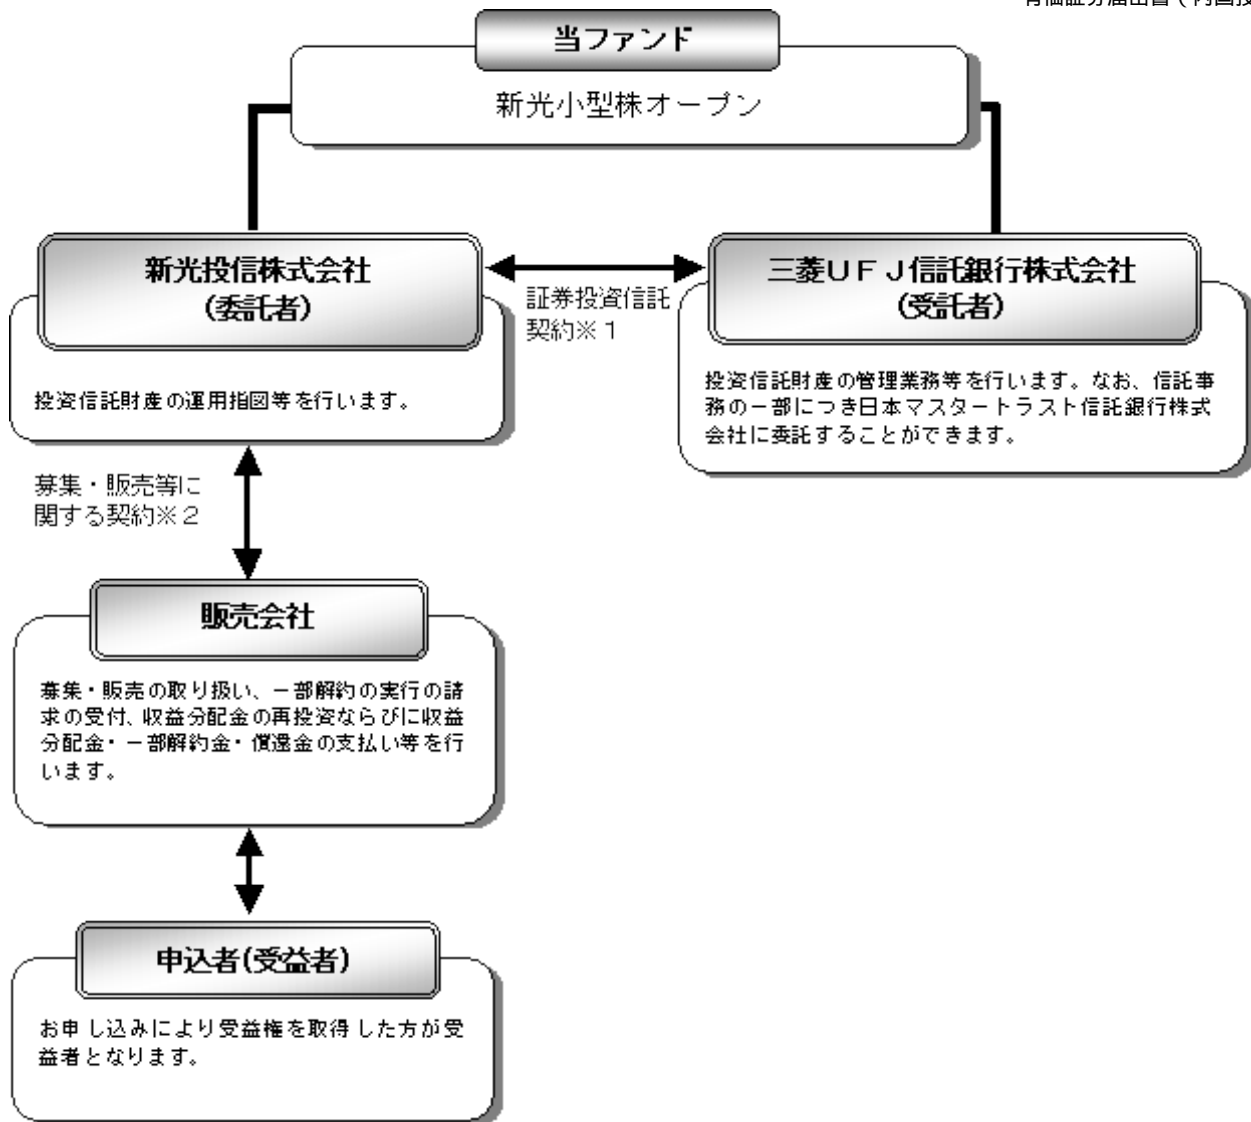 有価証券届出書（内国投
当ファンド
新光小型株オープン
新光投信株式会社
(委託者)
投資信託財産の運用指図等を行います。
証券投資信託
契約※１
三菱ＵＦＪ信託銀行株式会社
(受託者)
投資信託財産の管理業務等を行います。なお、信託事
務の一部につき日本マスタートラスト信託銀行株式
会社に委託することができます。
募集・販売等に
関する契約※２
販売会社
募集・販売の取り扱い、一部解約の実行の請
求の受付、収益分配金の再投資ならびに収益
分配金・一部解約金・償還金の支払い等を行
います。
申込者(受益者)
お申し込みにより受益権を取得した方が受
益者となります。